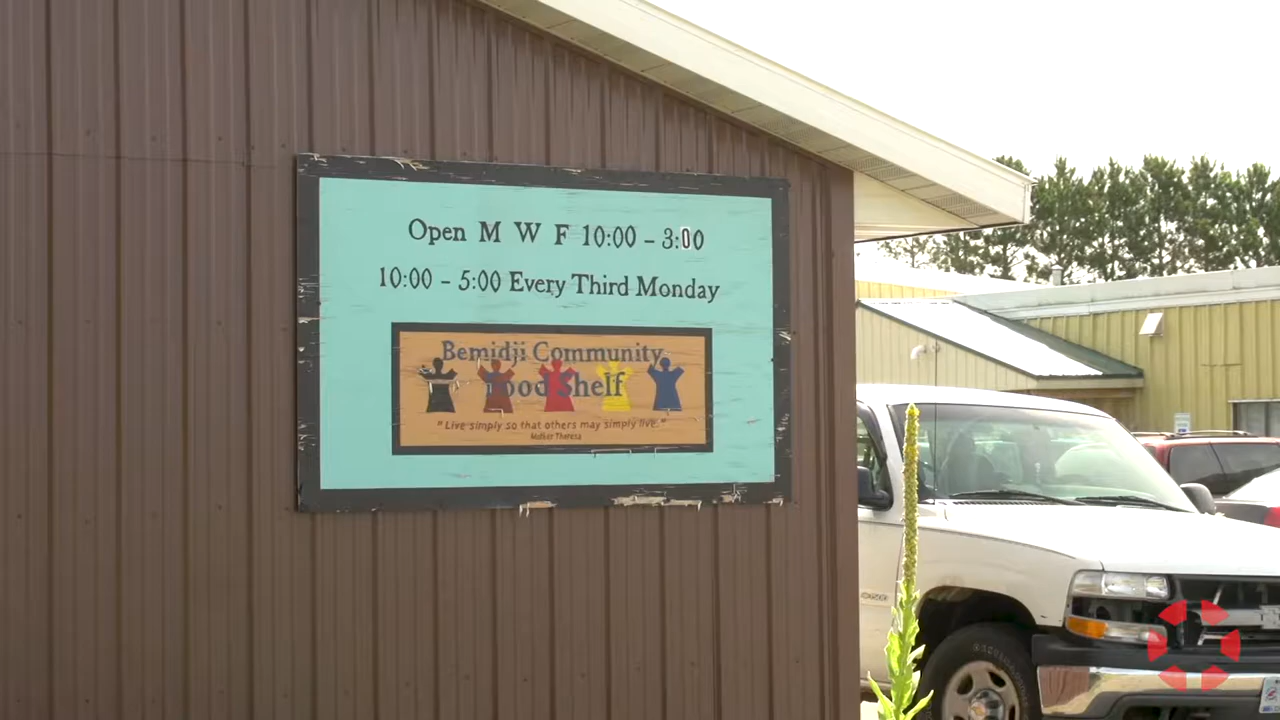 Open M W F 10:00 - 3:00
10:00 - 5:00 Every Third Monday
Bemidji Community
Food Shelf
"Live simply so that others may simply live."
Mother Theresa